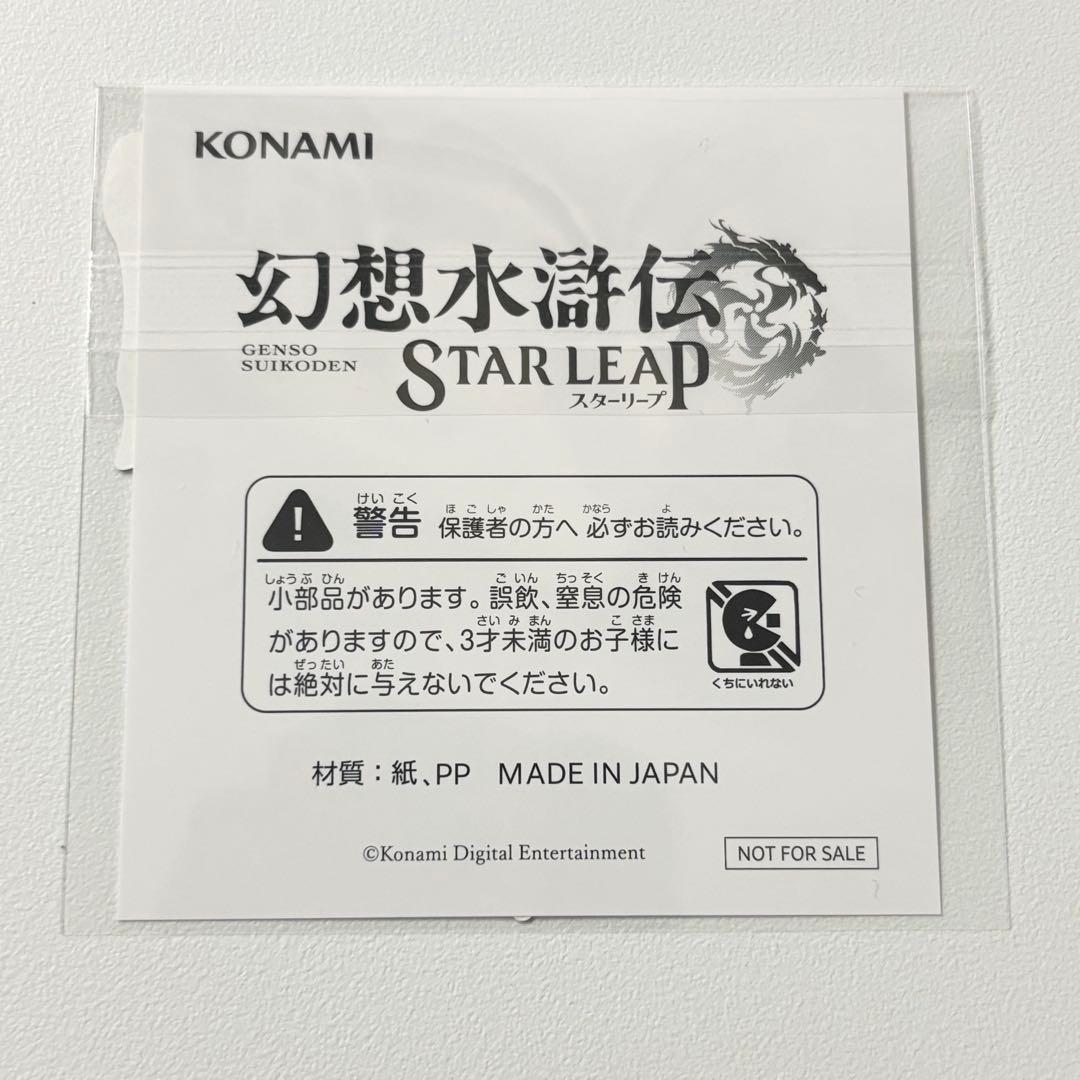 KONAMI
幻想水滸伝
GENSO
SUIKODEN
STAR LEAP
スターリープ
けい こく
ほ ご しゃ かた かなら よ
警告 保護者の方へ 必ずお読みください。
しょうぶ ひん ご いん ちっ そく き けん
小部品があります。誤飲、窒息の危険
さい み まん こ さま
がありますので、3才未満のお子様に
ぜったい あた
は絶対に与えないでください。
くちにいれない
材質：紙、PP MADE IN JAPAN
©Konami Digital Entertainment
NOT FOR SALE